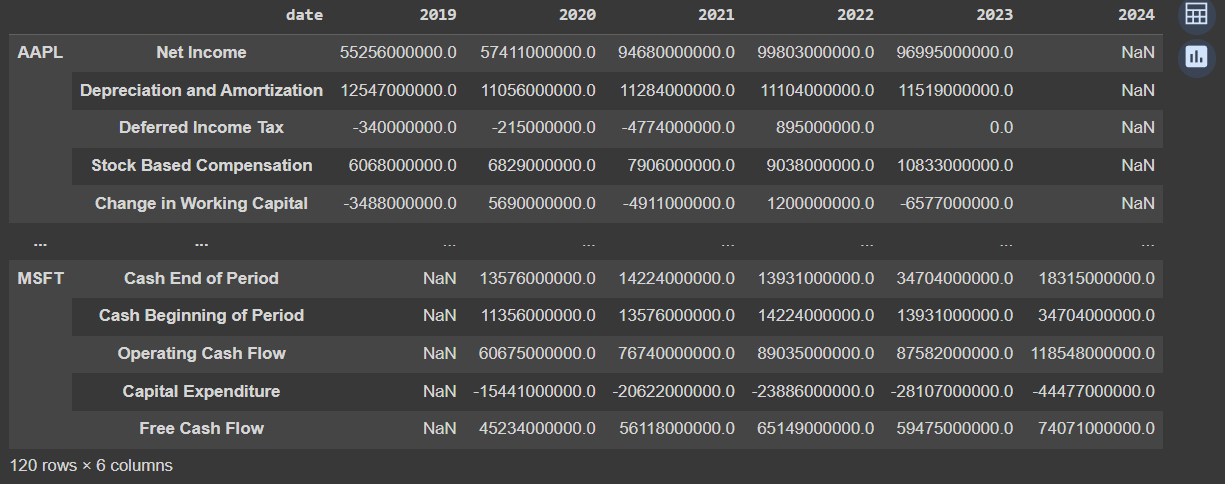 date 2019 2020 2021 2022 2023 2024
AAPL Net Income 55256000000.0 57411000000.0 94680000000.0 99803000000.0 96995000000.0 NaN
Depreciation and Amortization 12547000000.0 11056000000.0 11284000000.0 11104000000.0 11519000000.0 NaN
Deferred Income Tax -340000000.0 -215000000.0 -4774000000.0 895000000.0 0.0 NaN
Stock Based Compensation 6068000000.0 6829000000.0 7906000000.0 9038000000.0 10833000000.0 NaN
Change in Working Capital -3488000000.0 5690000000.0 -4911000000.0 1200000000.0 -6577000000.0 NaN
... ... ... ... ... ... ... ...
MSFT Cash End of Period NaN 13576000000.0 14224000000.0 13931000000.0 34704000000.0 18315000000.0
Cash Beginning of Period NaN 11356000000.0 13576000000.0 14224000000.0 13931000000.0 34704000000.0
Operating Cash Flow NaN 60675000000.0 76740000000.0 89035000000.0 87582000000.0 118548000000.0
Capital Expenditure NaN -15441000000.0 -20622000000.0 -23886000000.0 -28107000000.0 -44477000000.0
Free Cash Flow NaN 45234000000.0 56118000000.0 65149000000.0 59475000000.0 74071000000.0
120 rows × 6 columns